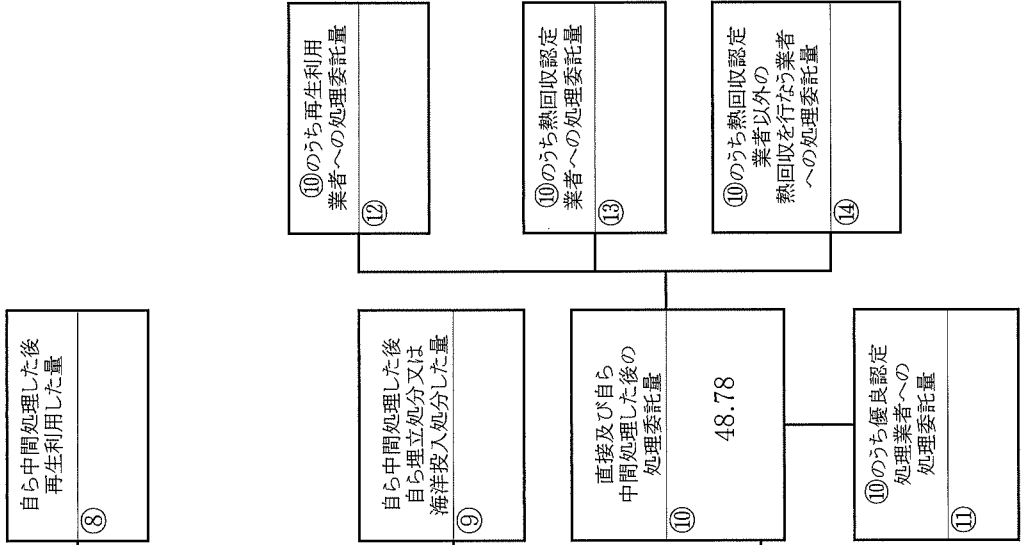 自ら中間処理した後
再生利用した量
⑧
自ら中間処理した後
自ら埋立処分又は
海洋投入処分した量
⑨
直接及び自ら
中間処理した後の
処理委託量
⑩
48.78
⑩のうち優良認定
処理業者への
処理委託量
⑪
⑩のうち再生利用
業者への処理委託量
⑫
⑩のうち熱回収認定
業者への処理委託量
⑬
⑩のうち熱回収認定
業者以外の
熱回収を行なう業者
への処理委託量
⑭